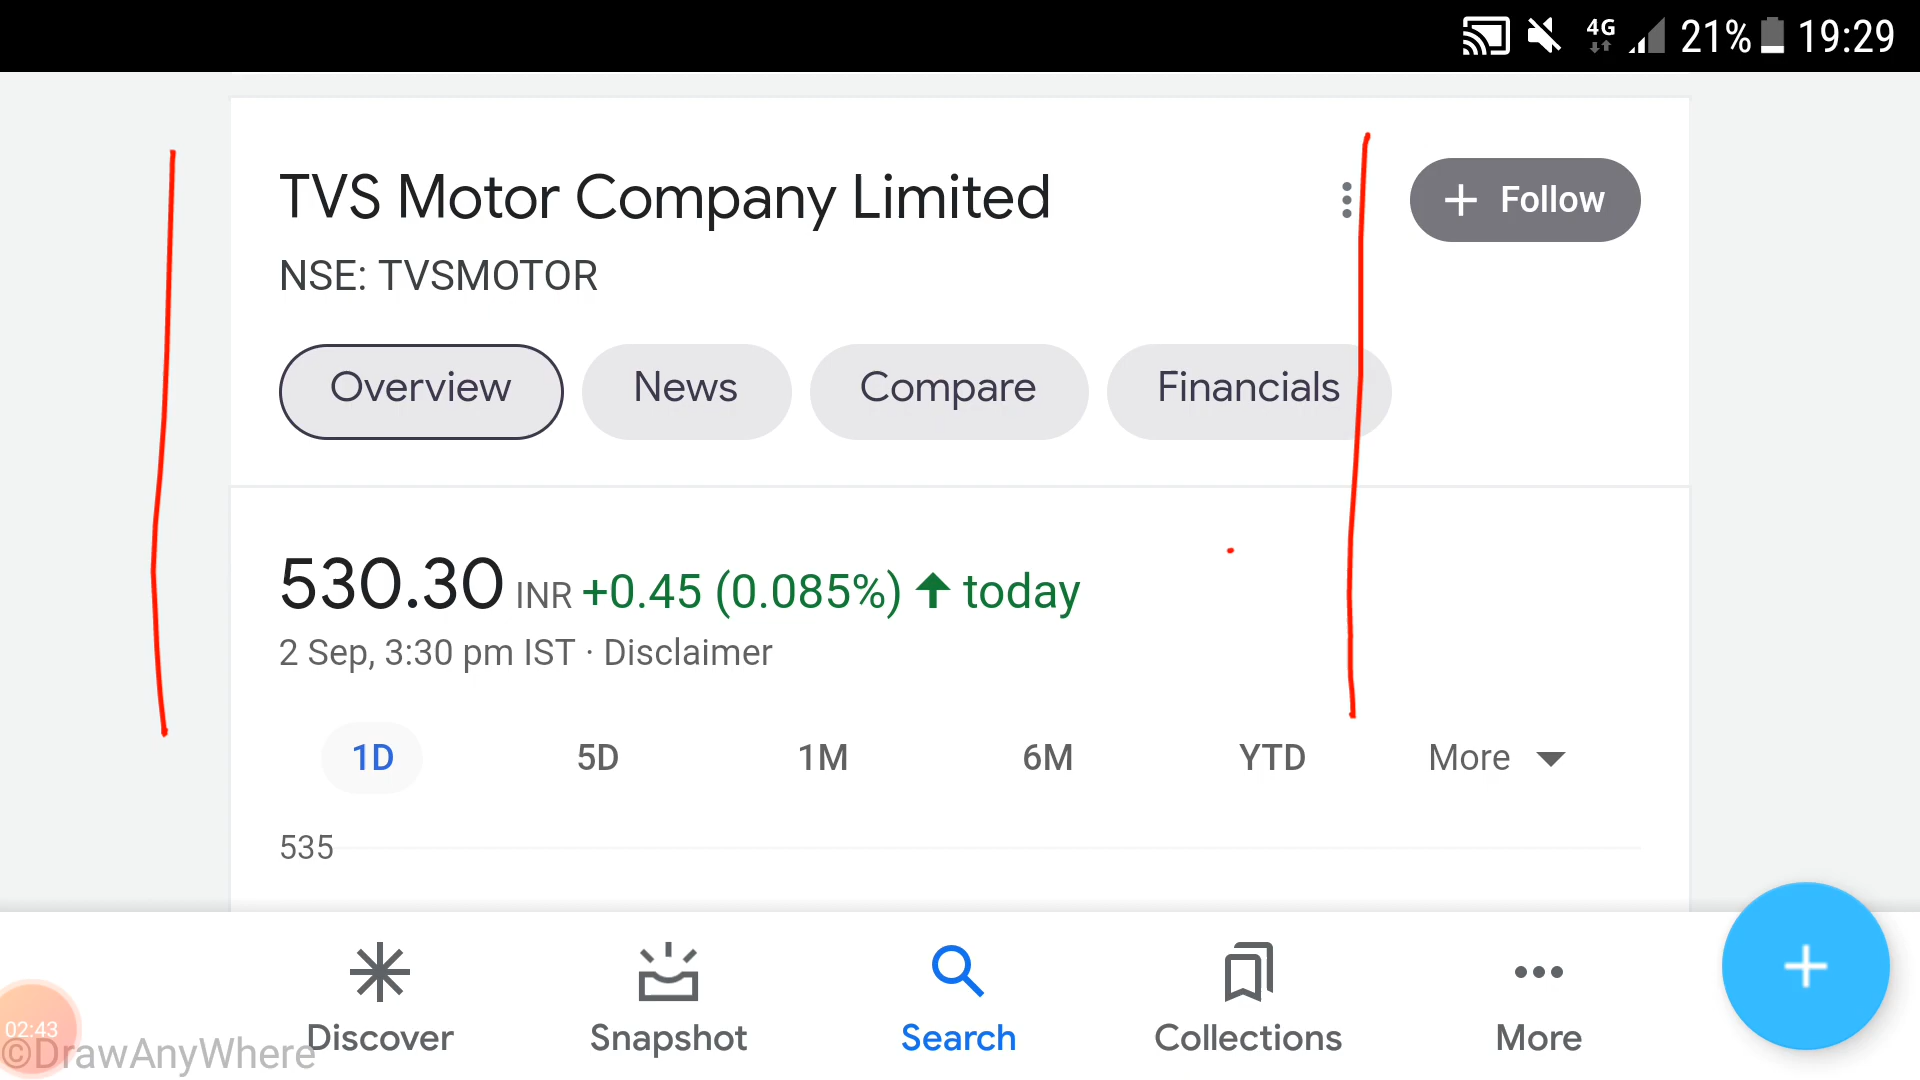 4G 21% 19:29
TVS Motor Company Limited
+ Follow
NSE: TVSMOTOR
Overview News Compare Financials
530.30 INR +0.45 (0.085%) ↑ today
2 Sep, 3:30 pm IST · Disclaimer
1D 5D 1M 6M YTD More
535
Discover Snapshot Search Collections More
02:43
©DrawAnyWhere